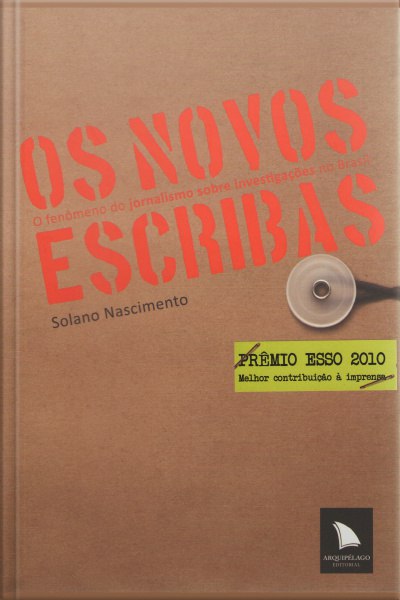 OS NOVOS
O fenômeno do jornalismo sobre investigações no Brasil
ESCRIBAS
Solano Nascimento
PRÊMIO ESSO 2010
Melhor contribuição à imprensa
ARQUIPÉLAGO
EDITORIAL